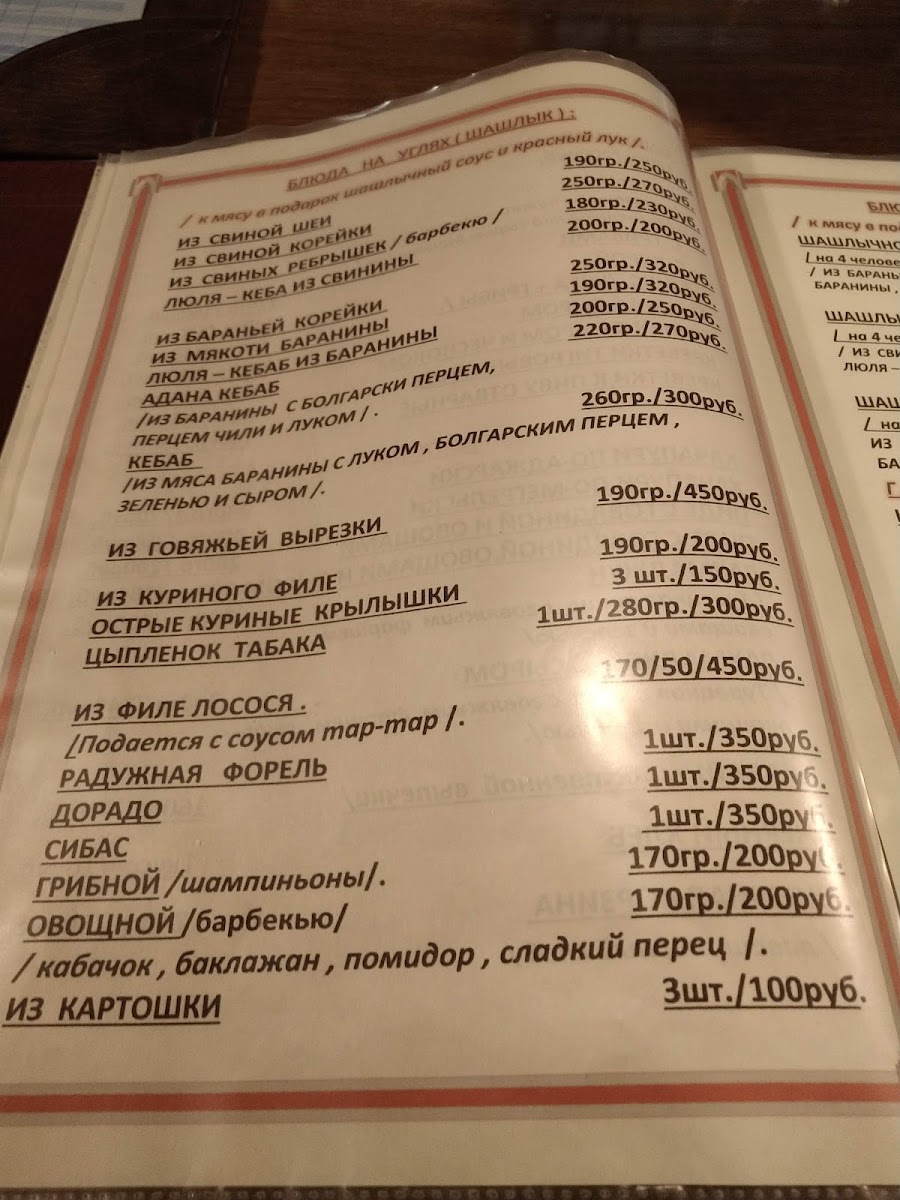 БЛЮДА НА УГЛЯХ ( ШАШЛЫК ) :
/ к мясу в подарок шашлычный соус и красный лук /.
ИЗ СВИНОЙ ШЕИ 190гр./250руб.
ИЗ СВИНОЙ КОРЕЙКИ 250гр./270руб.
ИЗ СВИНЫХ РЕБРЫШЕК / барбекю / 180гр./230руб.
ЛЮЛЯ – КЕБА ИЗ СВИНИНЫ 200гр./200руб.
ИЗ БАРАНЬЕЙ КОРЕЙКИ 250гр./320руб.
ИЗ МЯКОТИ БАРАНИНЫ 190гр./320руб.
ЛЮЛЯ – КЕБАБ ИЗ БАРАНИНЫ 200гр./250руб.
АДАНА КЕБАБ 220гр./270руб.
/ИЗ БАРАНИНЫ С БОЛГАРСКИ ПЕРЦЕМ,
ПЕРЦЕМ ЧИЛИ И ЛУКОМ / .
КЕБАБ 260гр./300руб.
/ИЗ МЯСА БАРАНИНЫ С ЛУКОМ , БОЛГАРСКИМ ПЕРЦЕМ ,
ЗЕЛЕНЬЮ И СЫРОМ /.
ИЗ ГОВЯЖЬЕЙ ВЫРЕЗКИ 190гр./450руб.
ИЗ КУРИНОГО ФИЛЕ 190гр./200руб.
ОСТРЫЕ КУРИНЫЕ КРЫЛЫШКИ 3 шт./150руб.
ЦЫПЛЕНОК ТАБАКА 1шт./280гр./300руб.
ИЗ ФИЛЕ ЛОСОСЯ . 170/50/450руб.
/Подается с соусом тар-тар /.
РАДУЖНАЯ ФОРЕЛЬ 1шт./350руб.
ДОРАДО 1шт./350руб.
СИБАС 1шт./350руб.
ГРИБНОЙ /шампиньоны/. 170гр./200руб.
ОВОЩНОЙ /барбекью/ 170гр./200руб.
/ кабачок , баклажан , помидор , сладкий перец /.
ИЗ КАРТОШКИ 3шт./100руб.
БЛЮ
/ к мясу в по
ШАШЛЫЧНО
/ на 4 челове
/ ИЗ БАРАНЬ
БАРАНИНЫ ,
ШАШЛЫ
/ на 4 че
/ ИЗ СВИ
ЛЮЛЯ –
ШАШ
/ на
ИЗ
БА